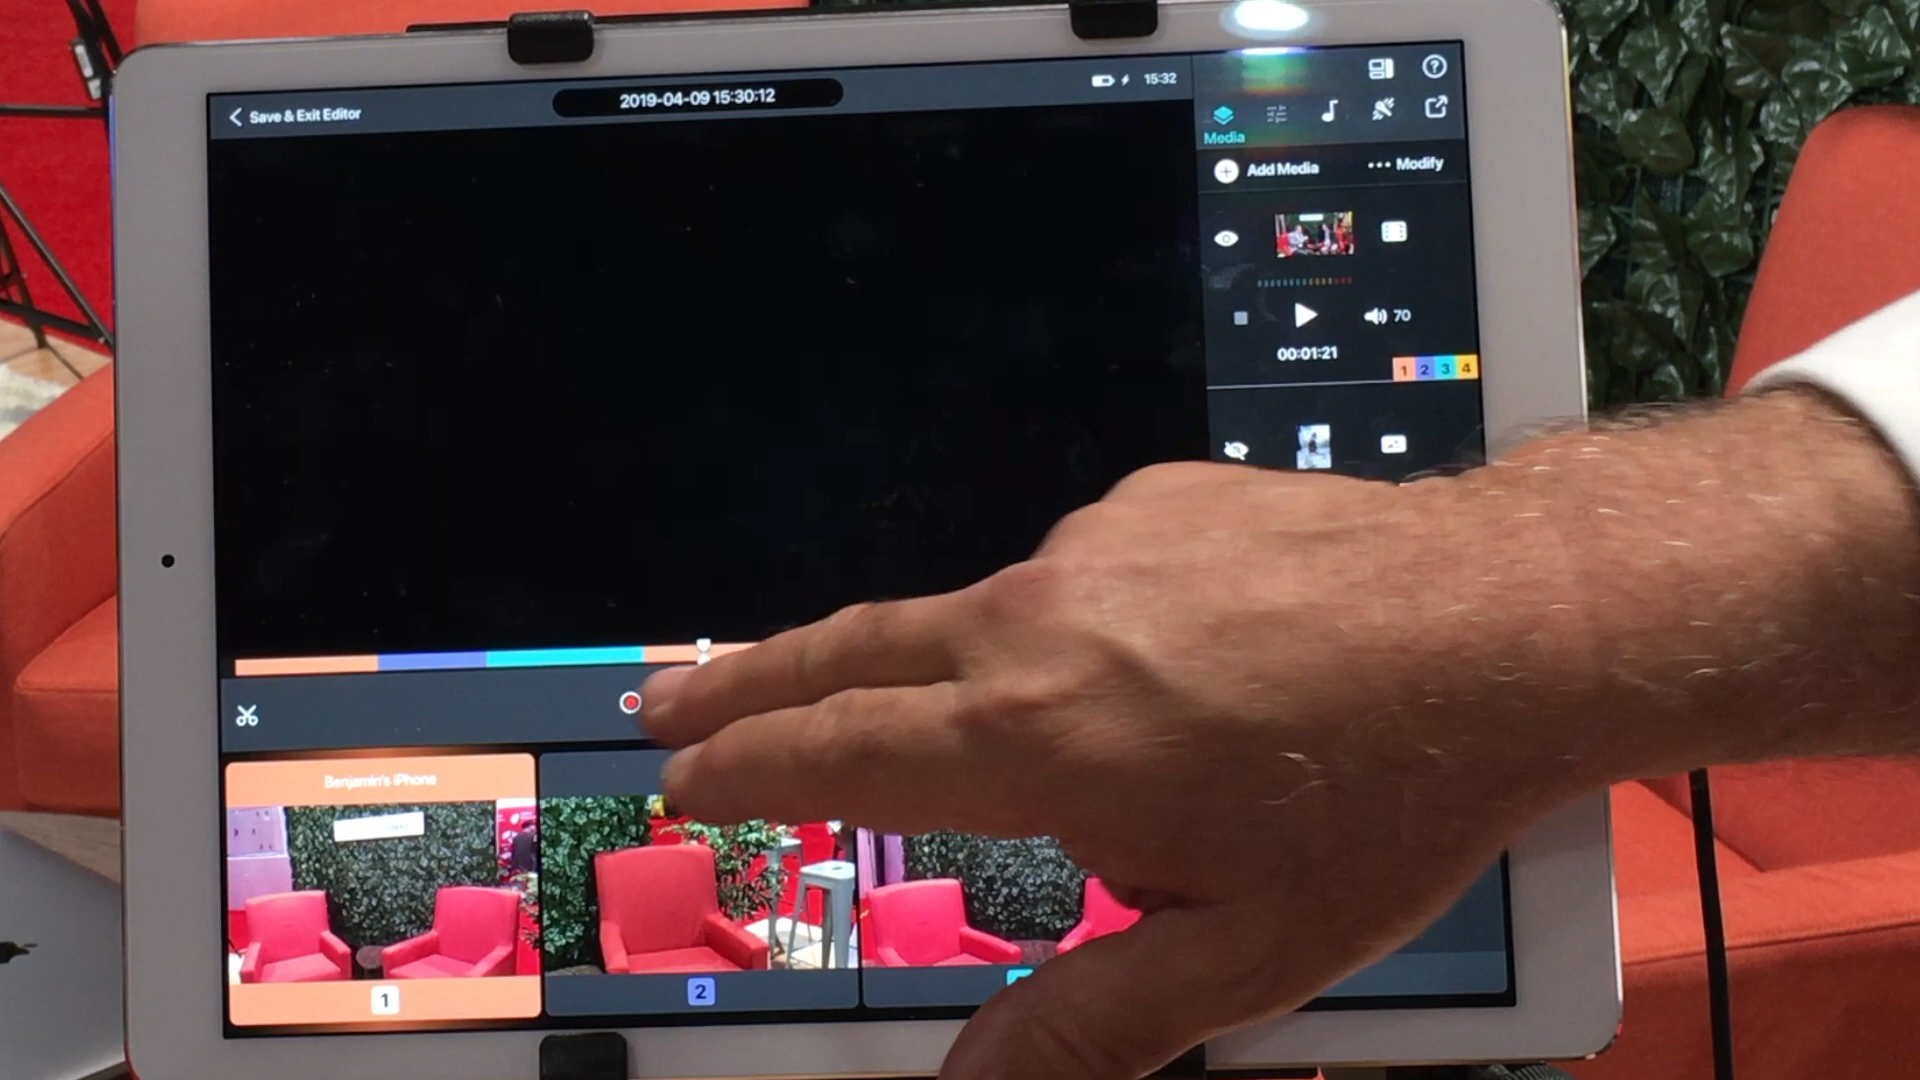 Save & Exit Editor
2019-04-09 15:30:12
15:32
Media
Add Media
Modify
70
00:01:21
1 2 3 4
Benjamin's iPhone
1
2